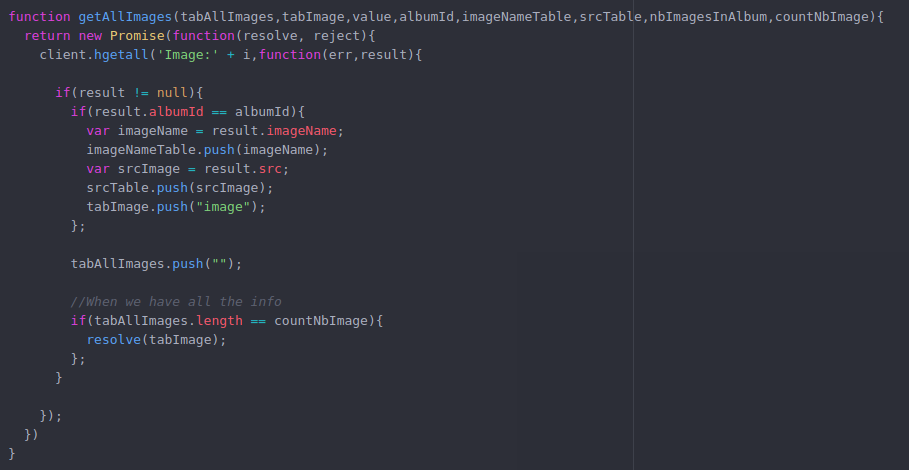 function getAllImages(tabAllImages,tabImage,value,albumId,imageNameTable,srcTable,nbImagesInAlbum,countNbImage){
return new Promise(function(resolve, reject){
client.hgetall('Image:' + i,function(err,result){
if(result != null){
if(result.albumId == albumId){
var imageName = result.imageName;
imageNameTable.push(imageName);
var srcImage = result.src;
srcTable.push(srcImage);
tabImage.push("image");
};
tabAllImages.push("");
//When we have all the info
if(tabAllImages.length == countNbImage){
resolve(tabImage);
};
}
});
})
}